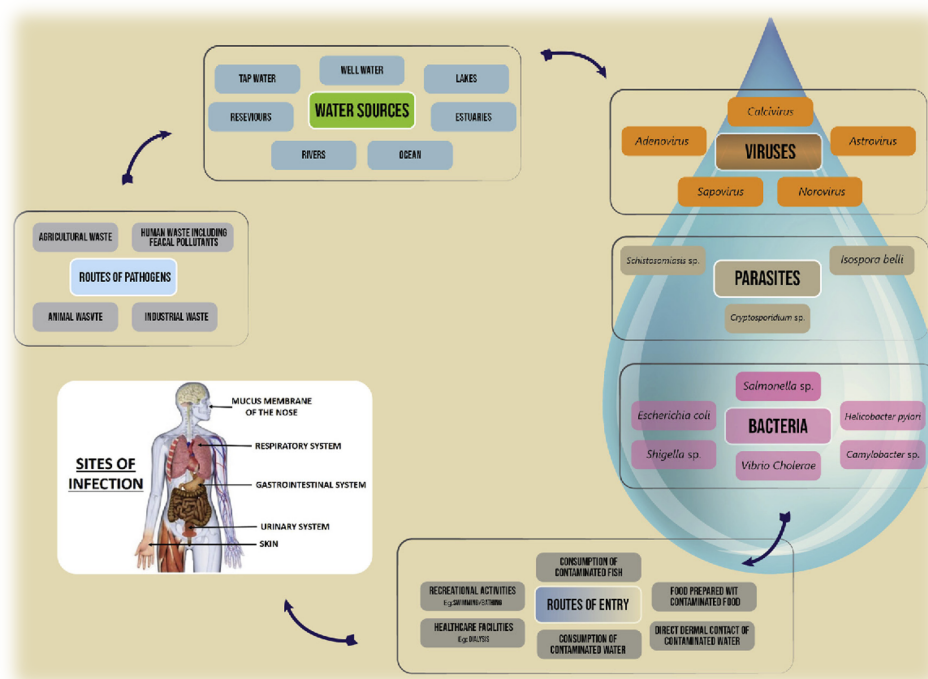 TAP WATER
WELL WATER
LAKES
RESEVIOURS
WATER SOURCES
ESTUARIES
RIVERS
OCEAN
AGRICULTURAL WASTE
HUMAN WASTE INCLUDING
FEACAL POLLUTANTS
ROUTES OF PATHOGENS
ANIMAL WASVTE
INDUSTRIAL WASTE
Calcivirus
Adenovirus
VIRUSES
Astrovirus
Sapovirus
Norovirus
Schistosomiasis sp.
PARASITES
Isospora belli
Cryptosporidium sp.
Salmonella sp.
Escherichia coli
BACTERIA
Helicobacter pylori
Shigella sp.
Vibrio Cholerae
Camylobacter sp.
SITES OF
INFECTION
MUCUS MEMBRANE
OF THE NOSE
RESPIRATORY SYSTEM
GASTROINTESTINAL SYSTEM
URINARY SYSTEM
SKIN
CONSUMPTION OF
CONTAMINATED FISH
RECREATIONAL ACTIVITIES
Eg: SWIMMING/BATHING
ROUTES OF ENTRY
FOOD PREPARED WIT
CONTAMINATED FOOD
HEALTHCARE FACILITIES
Eg: DIALYSIS
CONSUMPTION OF
CONTAMINATED WATER
DIRECT DERMAL CONTACT OF
CONTAMINATED WATER